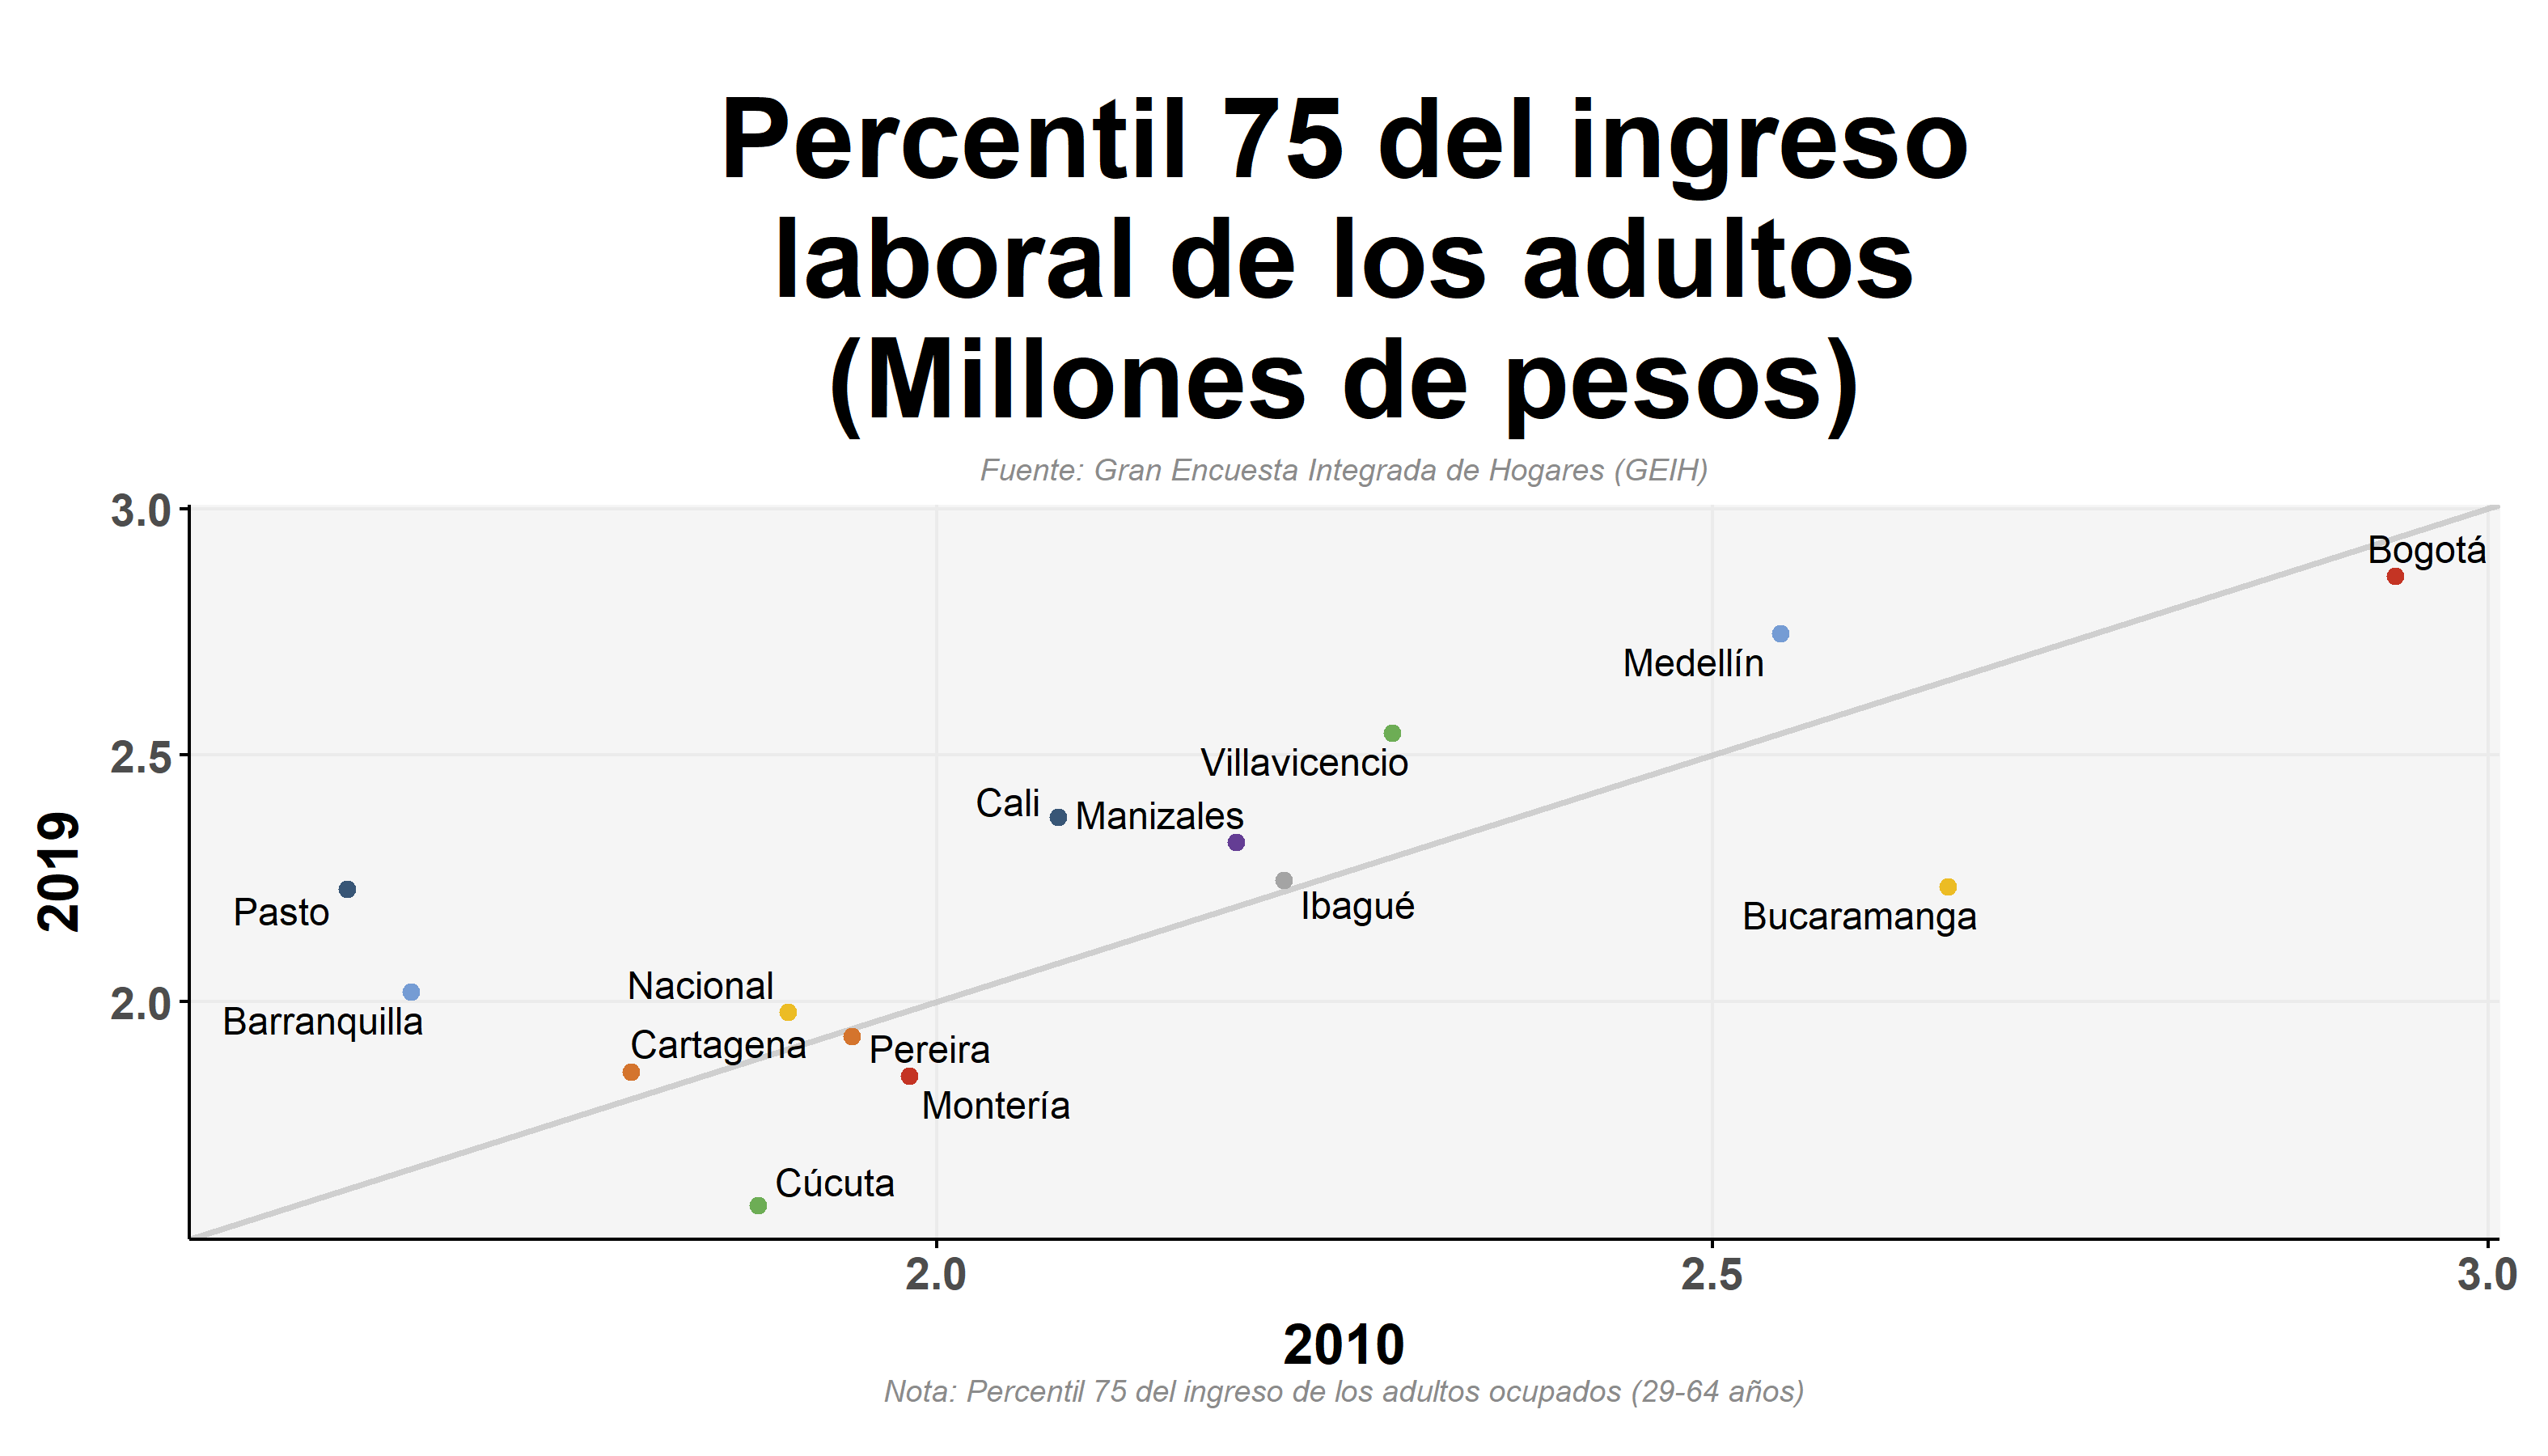 Percentil 75 del ingreso
laboral de los adultos
(Millones de pesos)
Fuente: Gran Encuesta Integrada de Hogares (GEIH)
3.0
Bogotá
Medellín
2.5
Villavicencio
Cali
Manizales
2019
Ibagué
Pasto
Bucaramanga
Nacional
2.0
Barranquilla
Cartagena
Pereira
Montería
Cúcuta
2.0
2.5
3.0
2010
Nota: Percentil 75 del ingreso de los adultos ocupados (29-64 años)